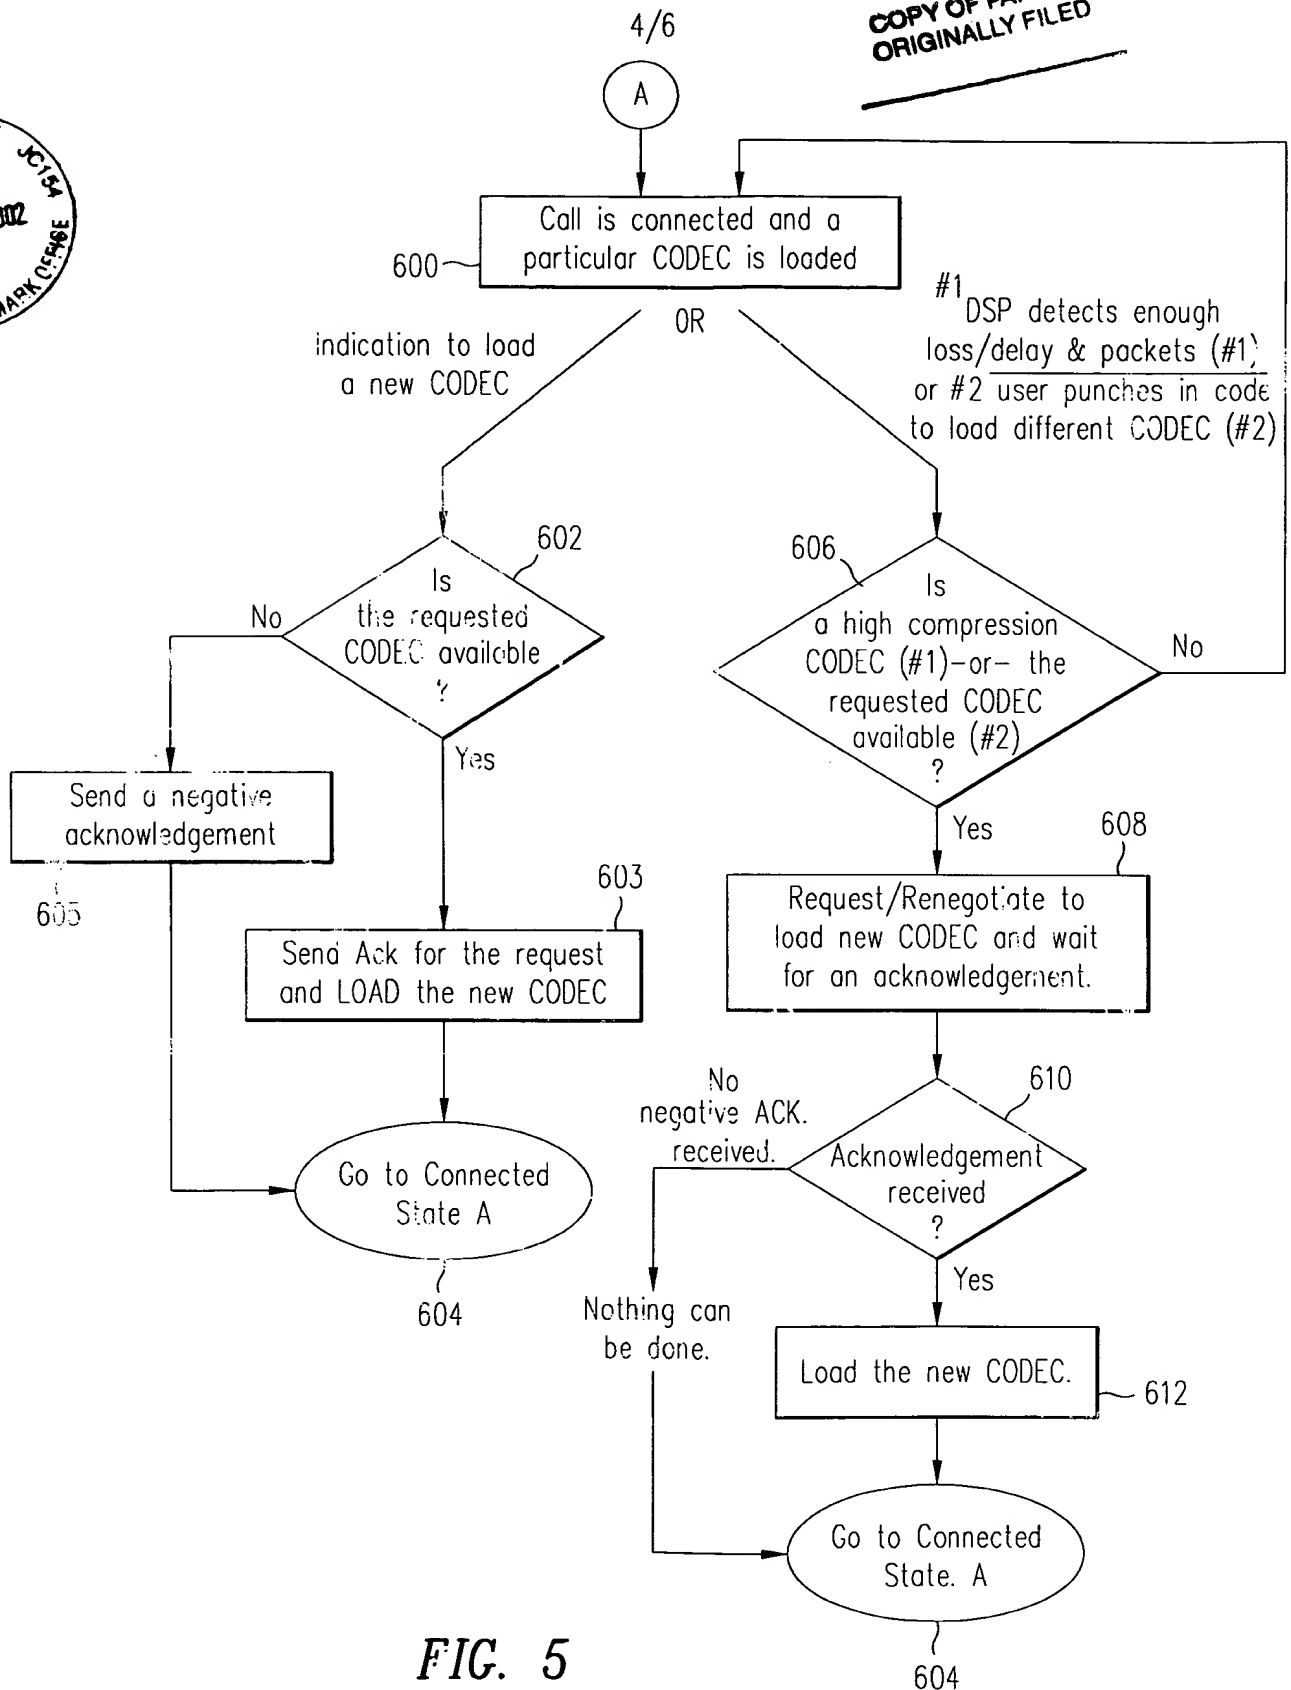 4/6
COPY OF
ORIGINALLY FILED
JC154
MARK OFFICE
A
Call is connected and a
particular CODEC is loaded
600
OR
indication to load
a new CODEC
#1
DSP detects enough
loss/delay & packets (#1)
or #2 user punches in code
to load different CODEC (#2)
602
Is
the requested
CODEC available
?
No
Yes
606
Is
a high compression
CODEC (#1)-or- the
requested CODEC
available (#2)
?
No
Yes
Send a negative
acknowledgement
605
603
Send Ack for the request
and LOAD the new CODEC
608
Request/Renegotiate to
load new CODEC and wait
for an acknowledgement.
Go to Connected
State A
604
No
negative ACK.
received.
610
Acknowledgement
received
?
Yes
Nothing can
be done.
Load the new CODEC.
612
Go to Connected
State. A
604
FIG. 5